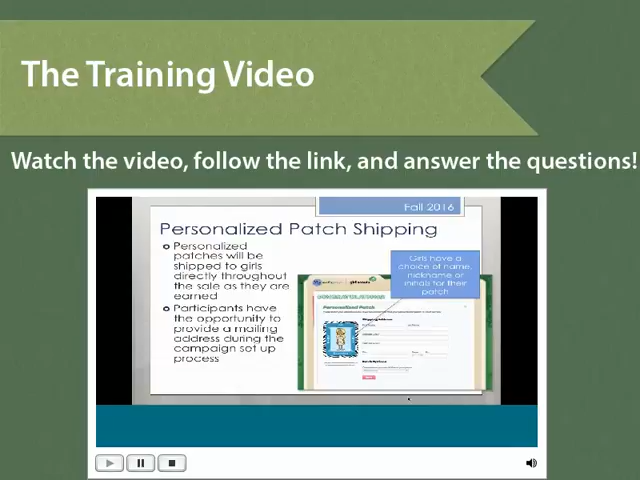 The Training Video
Watch the video, follow the link, and answer the questions!
Fall 2016
Personalized Patch Shipping
Personalized
patches will be
shipped to girls
directly throughout
the sale as they are
earned
Participants have
the opportunity to
provide a mailing
address during the
campaign set up
process
Girls have a
choice of name,
nickname or
initials for their
patch
Personalized Patch